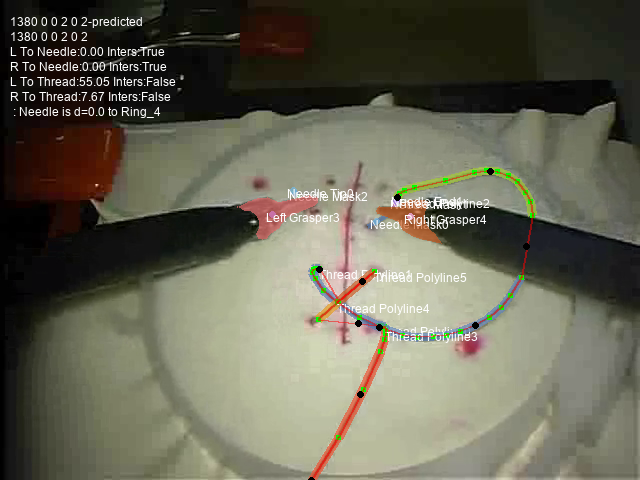 1380 0 0 2 0 2-predicted
1380 0 0 2 0 2
L To Needle:0.00 Inters:True
R To Needle:0.00 Inters:True
L To Thread:55.05 Inters:False
R To Thread:7.67 Inters:False
: Needle is d=0.0 to Ring_4
Needle Tip0
Needle Mask2
Left Grasper3
Right Grasper4
Thread Polyline5
Thread Polyline4
Thread Polyline3